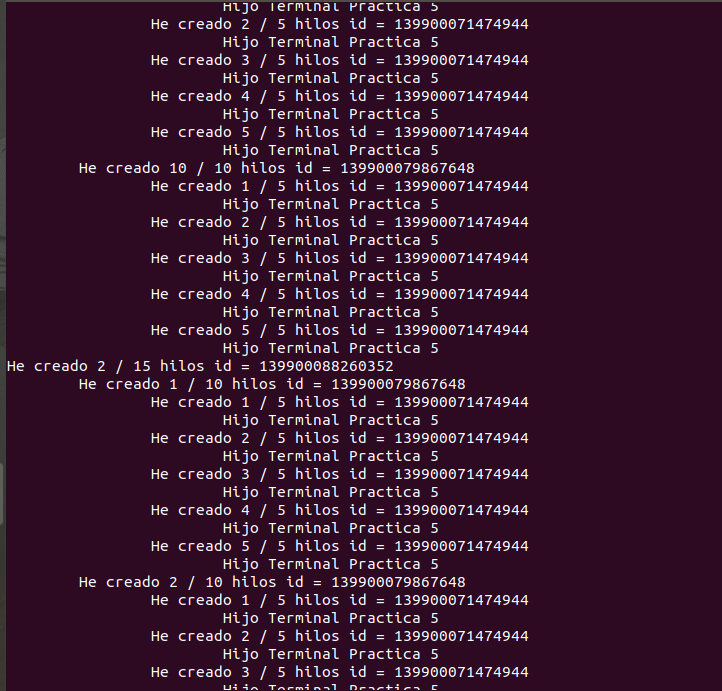 Hijo Terminal Practica 5
He creado 2 / 5 hilos id = 139900071474944
Hijo Terminal Practica 5
He creado 3 / 5 hilos id = 139900071474944
Hijo Terminal Practica 5
He creado 4 / 5 hilos id = 139900071474944
Hijo Terminal Practica 5
He creado 5 / 5 hilos id = 139900071474944
Hijo Terminal Practica 5
He creado 10 / 10 hilos id = 139900079867648
He creado 1 / 5 hilos id = 139900071474944
Hijo Terminal Practica 5
He creado 2 / 5 hilos id = 139900071474944
Hijo Terminal Practica 5
He creado 3 / 5 hilos id = 139900071474944
Hijo Terminal Practica 5
He creado 4 / 5 hilos id = 139900071474944
Hijo Terminal Practica 5
He creado 5 / 5 hilos id = 139900071474944
Hijo Terminal Practica 5
He creado 2 / 15 hilos id = 139900088260352
He creado 1 / 10 hilos id = 139900079867648
He creado 1 / 5 hilos id = 139900071474944
Hijo Terminal Practica 5
He creado 2 / 5 hilos id = 139900071474944
Hijo Terminal Practica 5
He creado 3 / 5 hilos id = 139900071474944
Hijo Terminal Practica 5
He creado 4 / 5 hilos id = 139900071474944
Hijo Terminal Practica 5
He creado 5 / 5 hilos id = 139900071474944
Hijo Terminal Practica 5
He creado 2 / 10 hilos id = 139900079867648
He creado 1 / 5 hilos id = 139900071474944
Hijo Terminal Practica 5
He creado 2 / 5 hilos id = 139900071474944
Hijo Terminal Practica 5
He creado 3 / 5 hilos id = 139900071474944
Hijo Terminal Practica 5